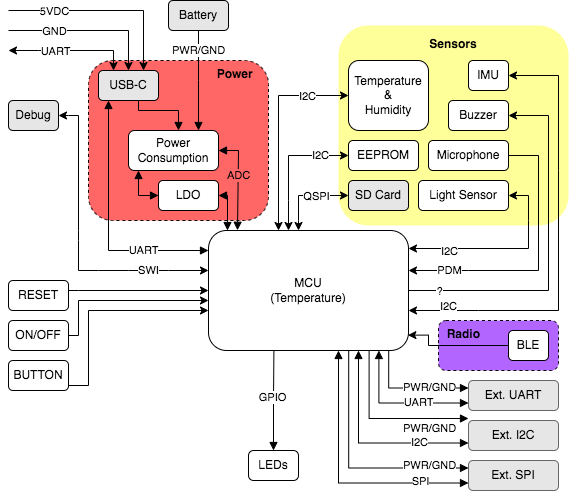 5VDC
GND
UART
Battery
PWR/GND
Sensors
USB-C
Power
Temperature
&
Humidity
IMU
I2C
Buzzer
Debug
Power
Consumption
I2C
EEPROM
Microphone
ADC
LDO
QSPI
SD Card
Light Sensor
UART
I2C
SWI
PDM
MCU
(Temperature)
RESET
?
I2C
ON/OFF
Radio
BLE
BUTTON
PWR/GND
Ext. UART
GPIO
UART
PWR/GND
Ext. I2C
I2C
LEDs
PWR/GND
Ext. SPI
SPI